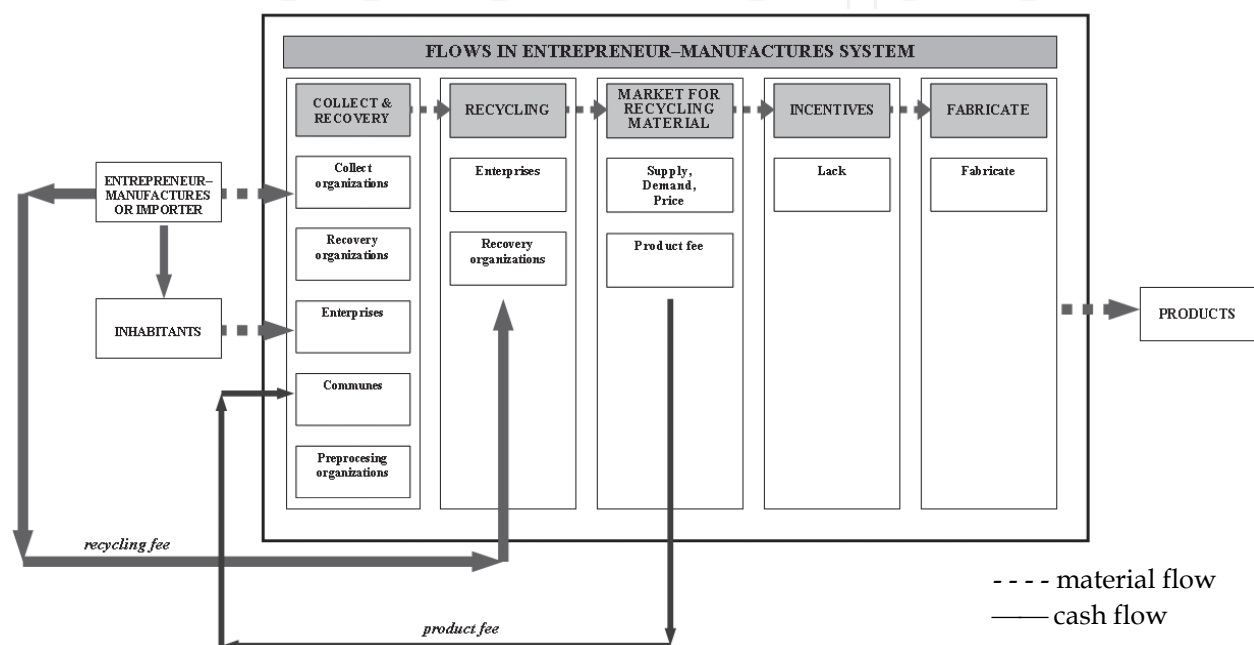 FLOWS IN ENTREPRENEUR–MANUFACTURES SYSTEM
COLLECT &
RECOVERY
RECYCLING
MARKET FOR
RECYCLING
MATERIAL
INCENTIVES
FABRICATE
Collect
organizations
Recovery
organizations
Enterprises
Communes
Preprocesing
organizations
Enterprises
Recovery
organizations
Supply,
Demand,
Price
Product fee
Lack
Fabricate
ENTREPRENEUR–
MANUFACTURES
OR IMPORTER
INHABITANTS
PRODUCTS
recycling fee
product fee
---- material flow
—— cash flow